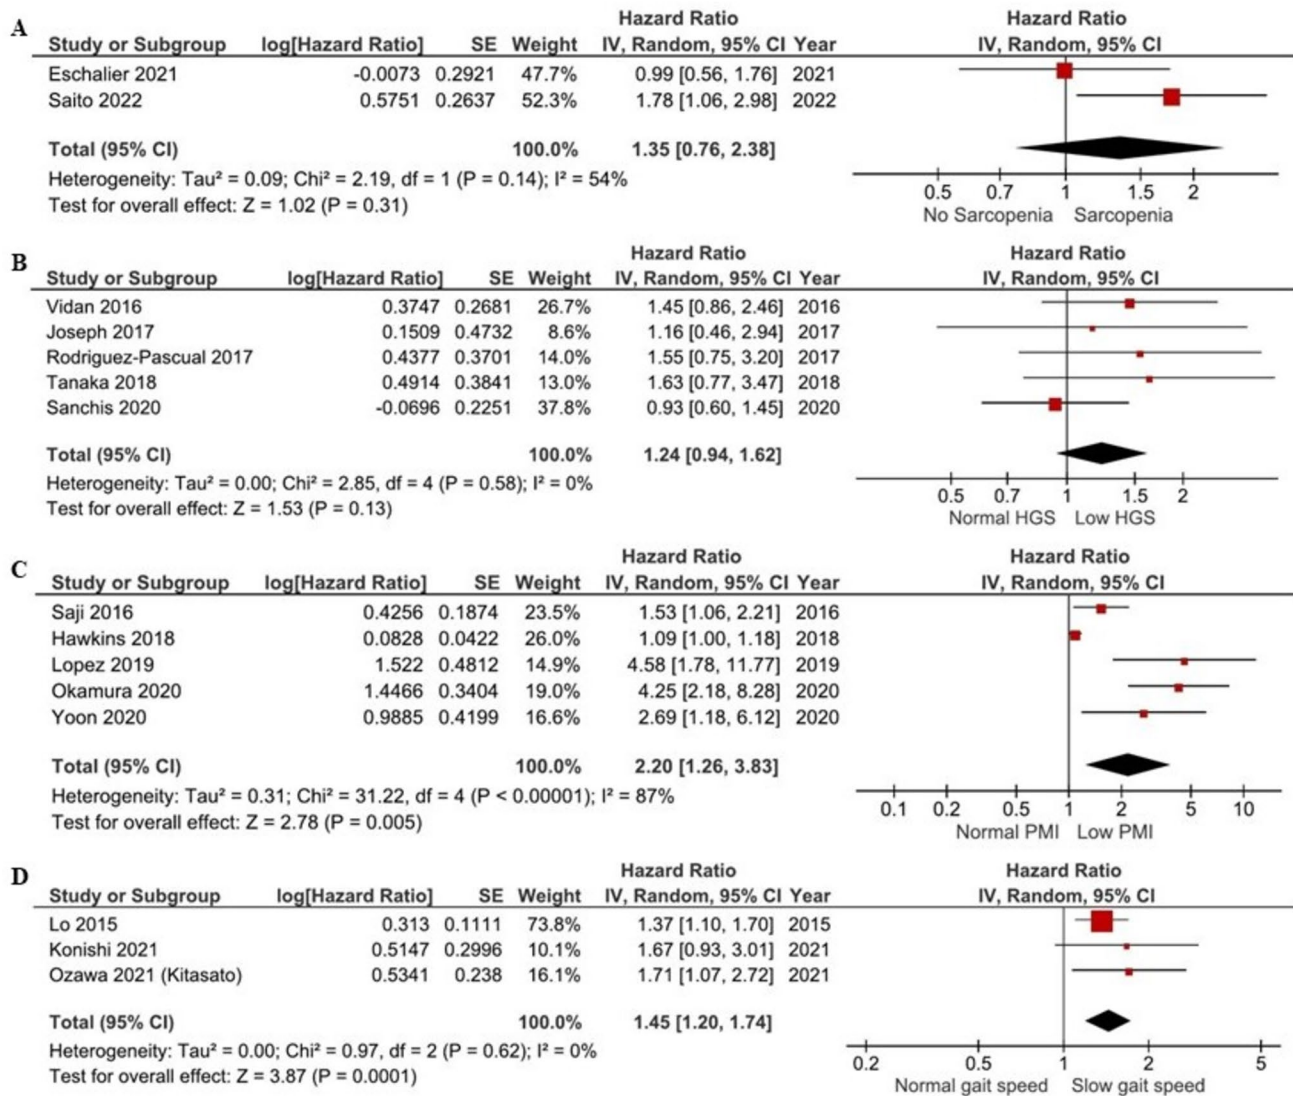 A
Hazard Ratio Hazard Ratio
Study or Subgroup log[Hazard Ratio] SE Weight IV, Random, 95% CI Year IV, Random, 95% CI
Eschalier 2021 -0.0073 0.2921 47.7% 0.99 [0.56, 1.76] 2021
Saito 2022 0.5751 0.2637 52.3% 1.78 [1.06, 2.98] 2022
Total (95% CI) 100.0% 1.35 [0.76, 2.38]
Heterogeneity: Tau² = 0.09; Chi² = 2.19, df = 1 (P = 0.14); I² = 54%
Test for overall effect: Z = 1.02 (P = 0.31)
0.5 0.7 1 1.5 2
No Sarcopenia Sarcopenia
B
Hazard Ratio Hazard Ratio
Study or Subgroup log[Hazard Ratio] SE Weight IV, Random, 95% CI Year IV, Random, 95% CI
Vidan 2016 0.3747 0.2681 26.7% 1.45 [0.86, 2.46] 2016
Joseph 2017 0.1509 0.4732 8.6% 1.16 [0.46, 2.94] 2017
Rodriguez-Pascual 2017 0.4377 0.3701 14.0% 1.55 [0.75, 3.20] 2017
Tanaka 2018 0.4914 0.3841 13.0% 1.63 [0.77, 3.47] 2018
Sanchis 2020 -0.0696 0.2251 37.8% 0.93 [0.60, 1.45] 2020
Total (95% CI) 100.0% 1.24 [0.94, 1.62]
Heterogeneity: Tau² = 0.00; Chi² = 2.85, df = 4 (P = 0.58); I² = 0%
Test for overall effect: Z = 1.53 (P = 0.13)
0.5 0.7 1 1.5 2
Normal HGS Low HGS
C
Hazard Ratio Hazard Ratio
Study or Subgroup log[Hazard Ratio] SE Weight IV, Random, 95% CI Year IV, Random, 95% CI
Saji 2016 0.4256 0.1874 23.5% 1.53 [1.06, 2.21] 2016
Hawkins 2018 0.0828 0.0422 26.0% 1.09 [1.00, 1.18] 2018
Lopez 2019 1.522 0.4812 14.9% 4.58 [1.78, 11.77] 2019
Okamura 2020 1.4466 0.3404 19.0% 4.25 [2.18, 8.28] 2020
Yoon 2020 0.9885 0.4199 16.6% 2.69 [1.18, 6.12] 2020
Total (95% CI) 100.0% 2.20 [1.26, 3.83]
Heterogeneity: Tau² = 0.31; Chi² = 31.22, df = 4 (P < 0.00001); I² = 87%
Test for overall effect: Z = 2.78 (P = 0.005)
0.1 0.2 0.5 1 2 5 10
Normal PMI Low PMI
D
Hazard Ratio Hazard Ratio
Study or Subgroup log[Hazard Ratio] SE Weight IV, Random, 95% CI Year IV, Random, 95% CI
Lo 2015 0.313 0.1111 73.8% 1.37 [1.10, 1.70] 2015
Konishi 2021 0.5147 0.2996 10.1% 1.67 [0.93, 3.01] 2021
Ozawa 2021 (Kitasato) 0.5341 0.238 16.1% 1.71 [1.07, 2.72] 2021
Total (95% CI) 100.0% 1.45 [1.20, 1.74]
Heterogeneity: Tau² = 0.00; Chi² = 0.97, df = 2 (P = 0.62); I² = 0%
Test for overall effect: Z = 3.87 (P = 0.0001)
0.2 0.5 1 2 5
Normal gait speed Slow gait speed